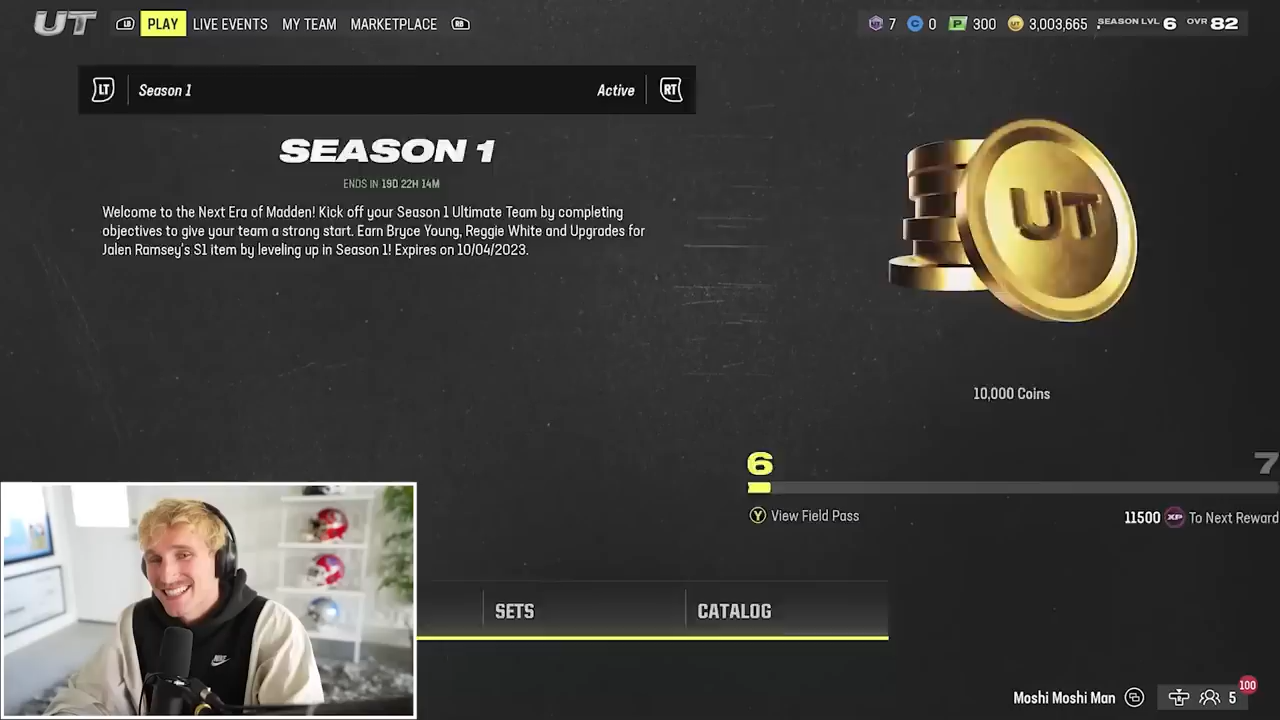 UT LB PLAY LIVE EVENTS MY TEAM MARKETPLACE RB 7 C 0 P 300 UT 3,003,665 SEASON LVL 6 OVR 82
LT Season 1 Active RT
SEASON 1
ENDS IN 19D 22H 14M
Welcome to the Next Era of Madden! Kick off your Season 1 Ultimate Team by completing
objectives to give your team a strong start. Earn Bryce Young, Reggie White and Upgrades for
Jalen Ramsey's S1 item by leveling up in Season 1! Expires on 10/04/2023.
UT
10,000 Coins
6 7
Y View Field Pass 11500 XP To Next Reward
SETS CATALOG
Moshi Moshi Man 5 100